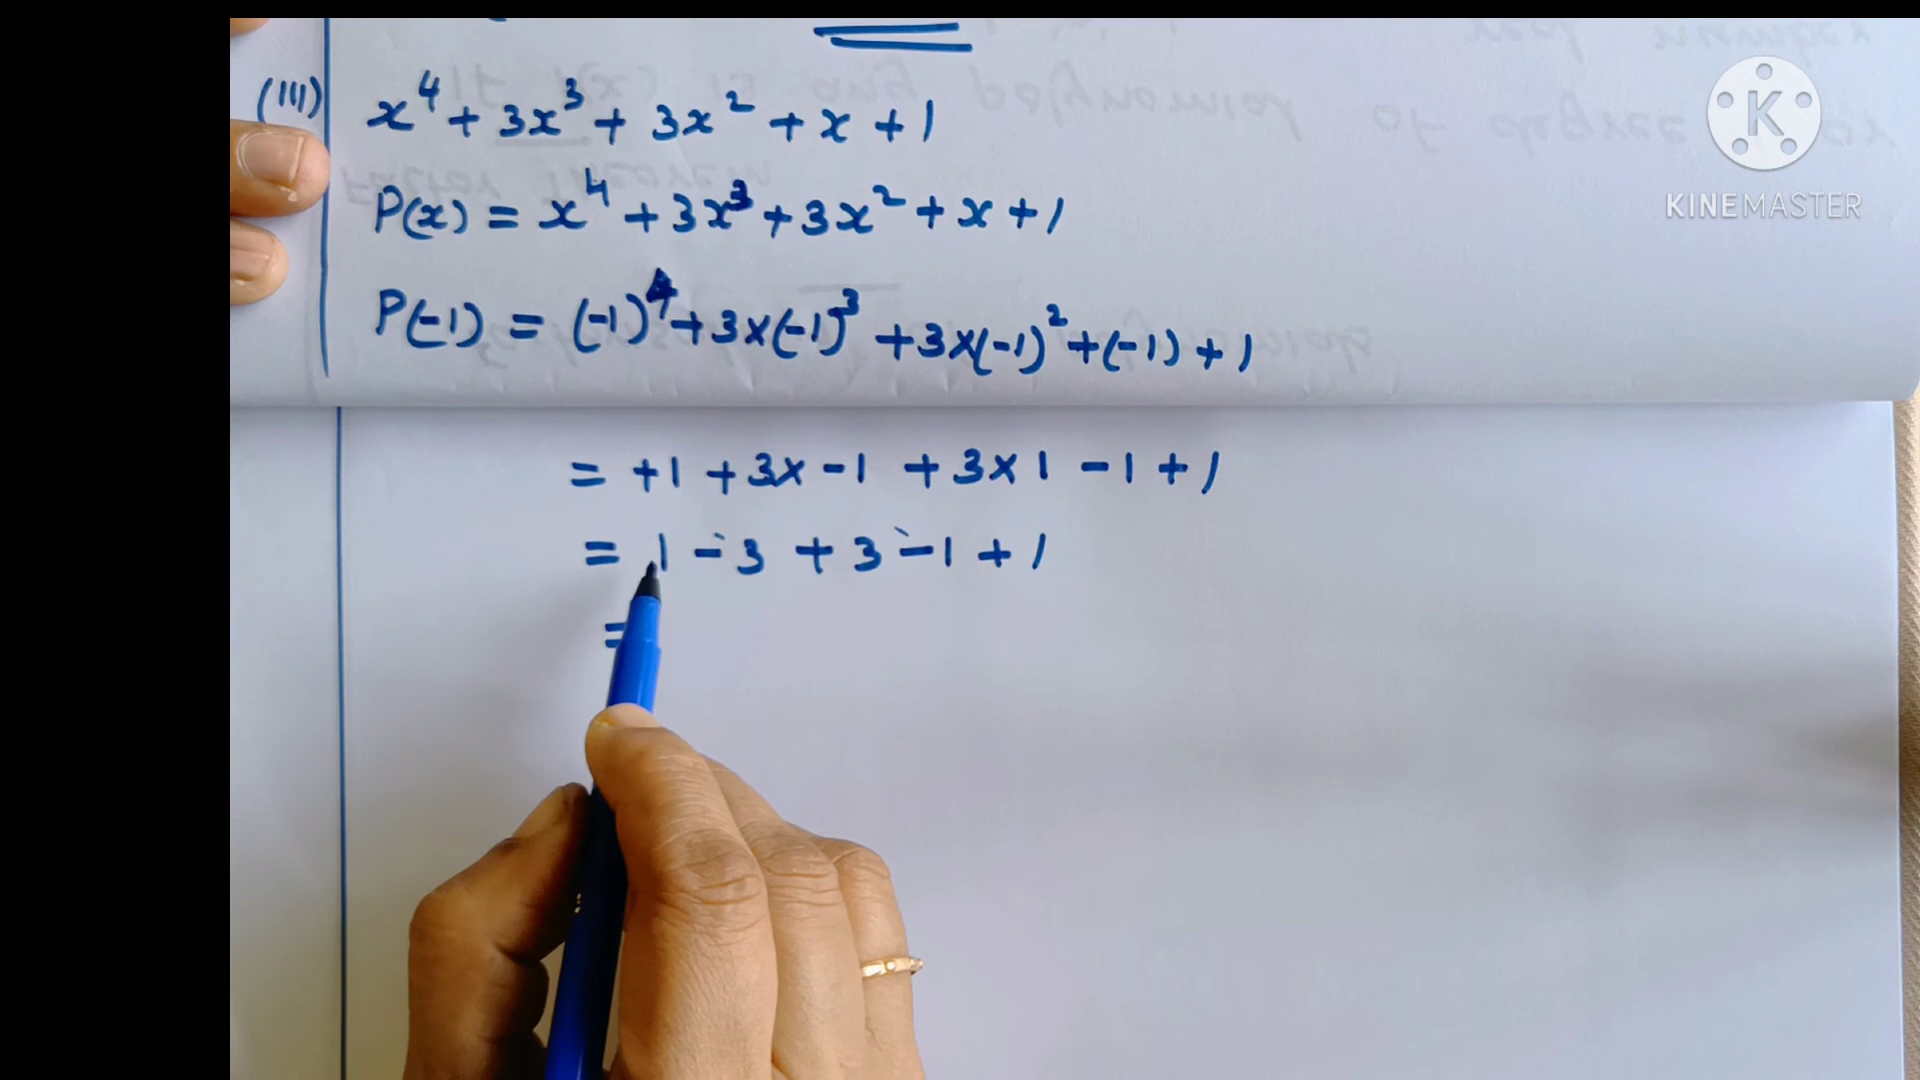 (III) x⁴ + 3x³ + 3x² + x + 1
P(x) = x⁴ + 3x³ + 3x² + x + 1
P(-1) = (-1)⁴ + 3×(-1)³ + 3×(-1)² + (-1) + 1
= +1 + 3× -1 + 3×1 -1 + 1
= 1 - 3 + 3 - 1 + 1
=
K
KINEMASTER